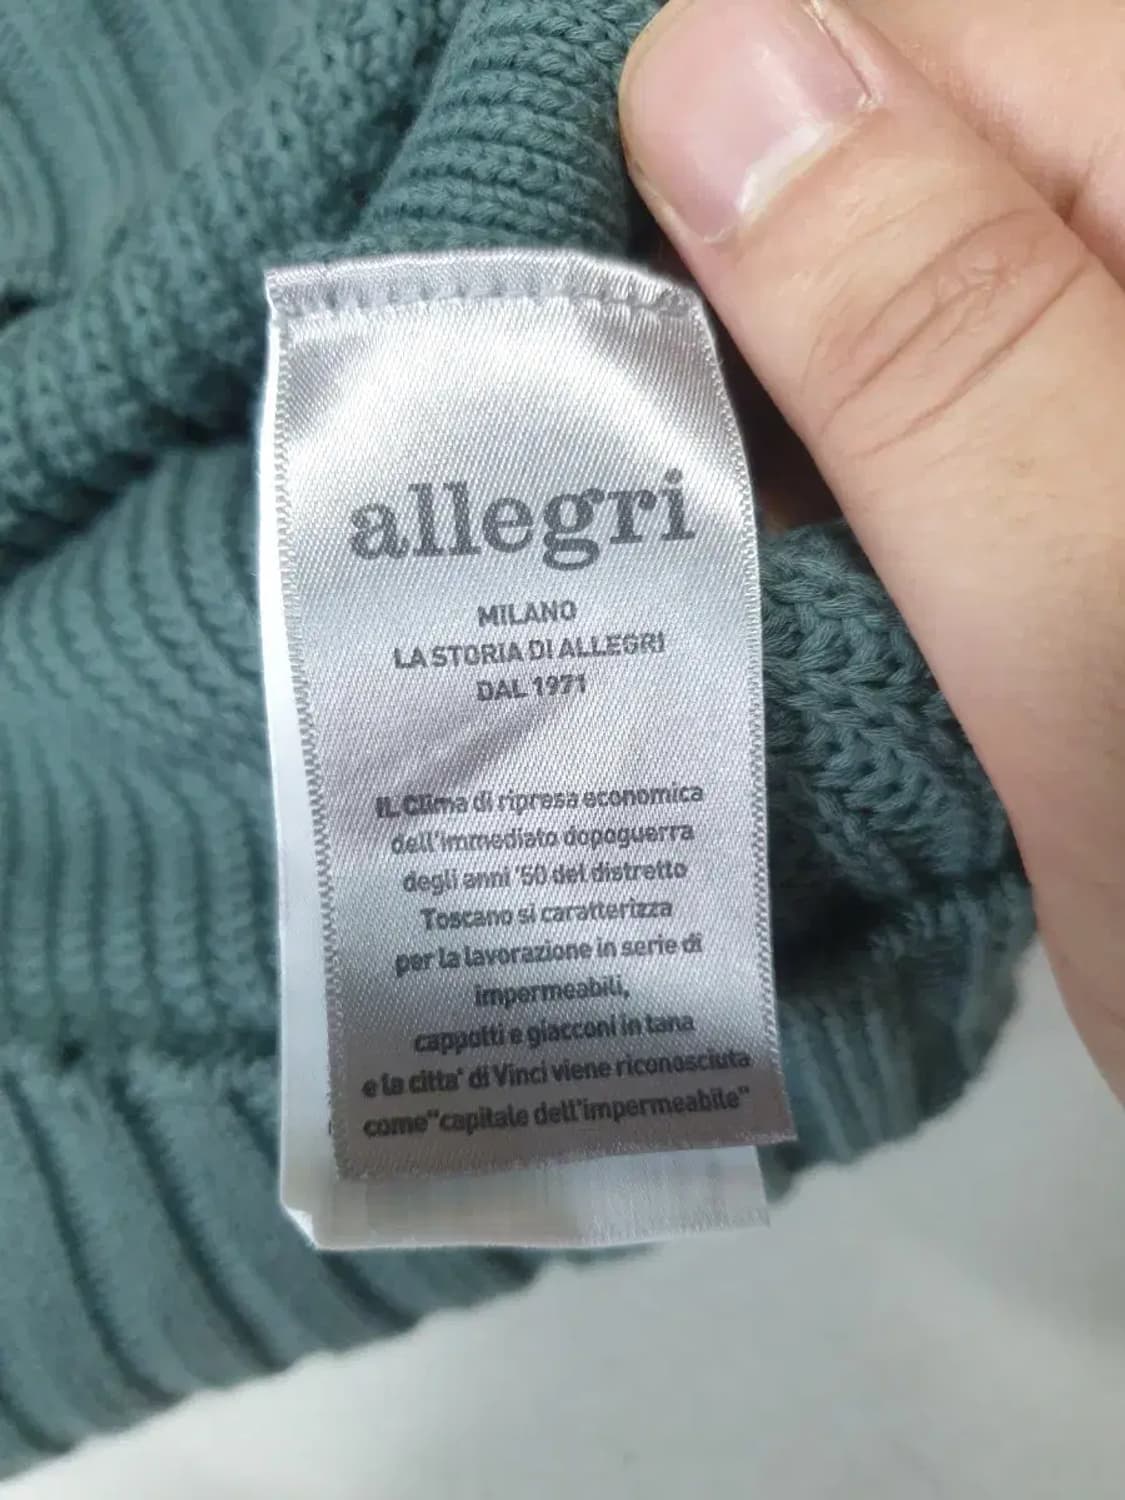 allegri
MILANO
LA STORIA DI ALLEGRI
DAL 1971
IL Clima di ripresa economica
dell'immediato dopoguerra
degli anni '50 del distretto
Toscano si caratterizza
per la lavorazione in serie di
impermeabili,
cappotti e giacconi in tana
e la citta' di Vinci viene riconosciuta
come"capitale dell'impermeabile"